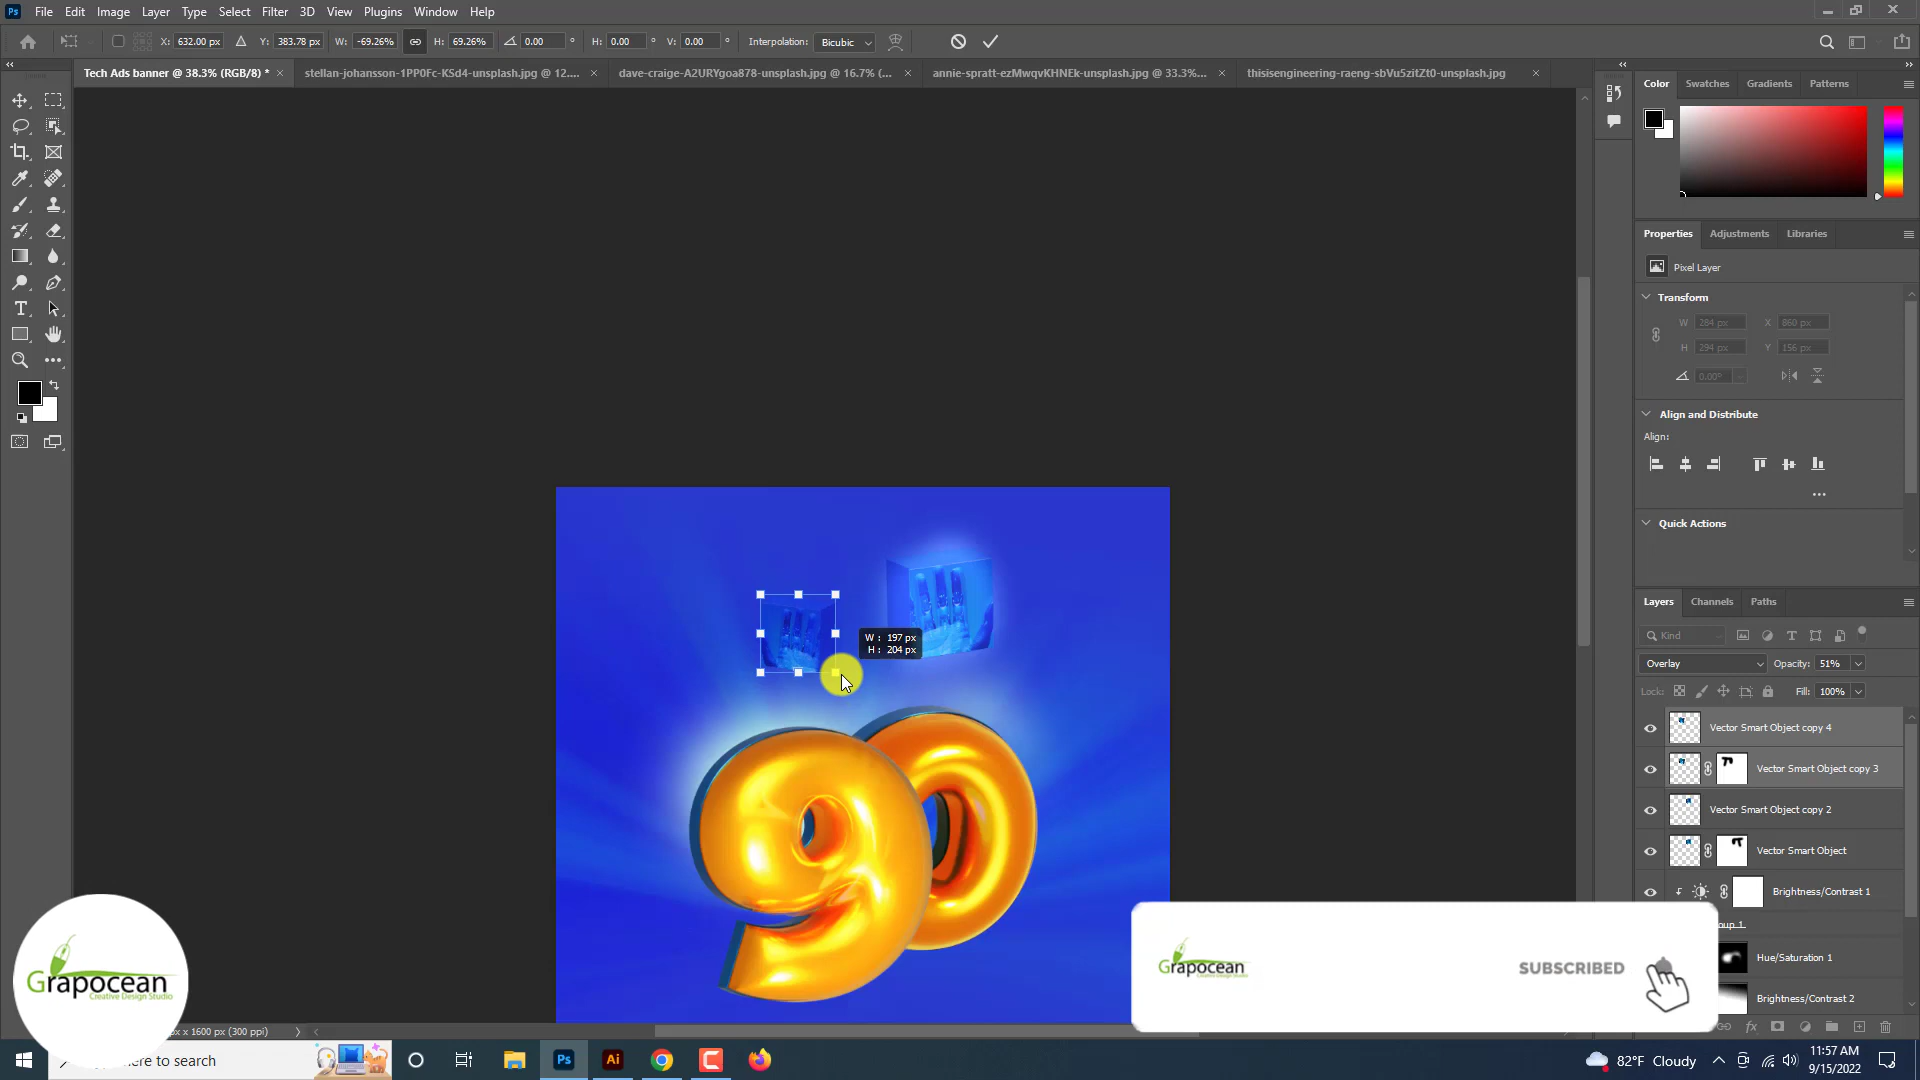 Ps File Edit Image Layer Type Select Filter 3D View Plugins Window Help
X: 632.00 px Y: 383.78 px W: -69.26% H: 69.26% 0.00 ° H: 0.00 ° V: 0.00 ° Interpolation: Bicubic
Tech Ads banner @ 38.3% (RGB/8) * × stellan-johansson-1PP0Fc-KSd4-unsplash.jpg @ 12.... × dave-craige-A2URYgoa878-unsplash.jpg @ 16.7% (... × annie-spratt-ezMwqvKHNEk-unsplash.jpg @ 33.3%... × thisisengineering-raeng-sbVu5zitZt0-unsplash.jpg ×
Color Swatches Gradients Patterns
Properties Adjustments Libraries
Pixel Layer
Transform
W 284 px X 860 px
H 294 px Y 156 px
0.00°
Align and Distribute
Align:
Quick Actions
W : 197 px
H : 204 px
90
Layers Channels Paths
Kind
Overlay Opacity: 51%
Lock: Fill: 100%
Vector Smart Object copy 4
Vector Smart Object copy 3
Vector Smart Object copy 2
Vector Smart Object
Brightness/Contrast 1
Hue/Saturation 1
Brightness/Contrast 2
Grapocean
Creative Design Studio
Grapocean
SUBSCRIBED
px x 1600 px (300 ppi)
here to search
Ps Ai
82°F Cloudy
11:57 AM
9/15/2022